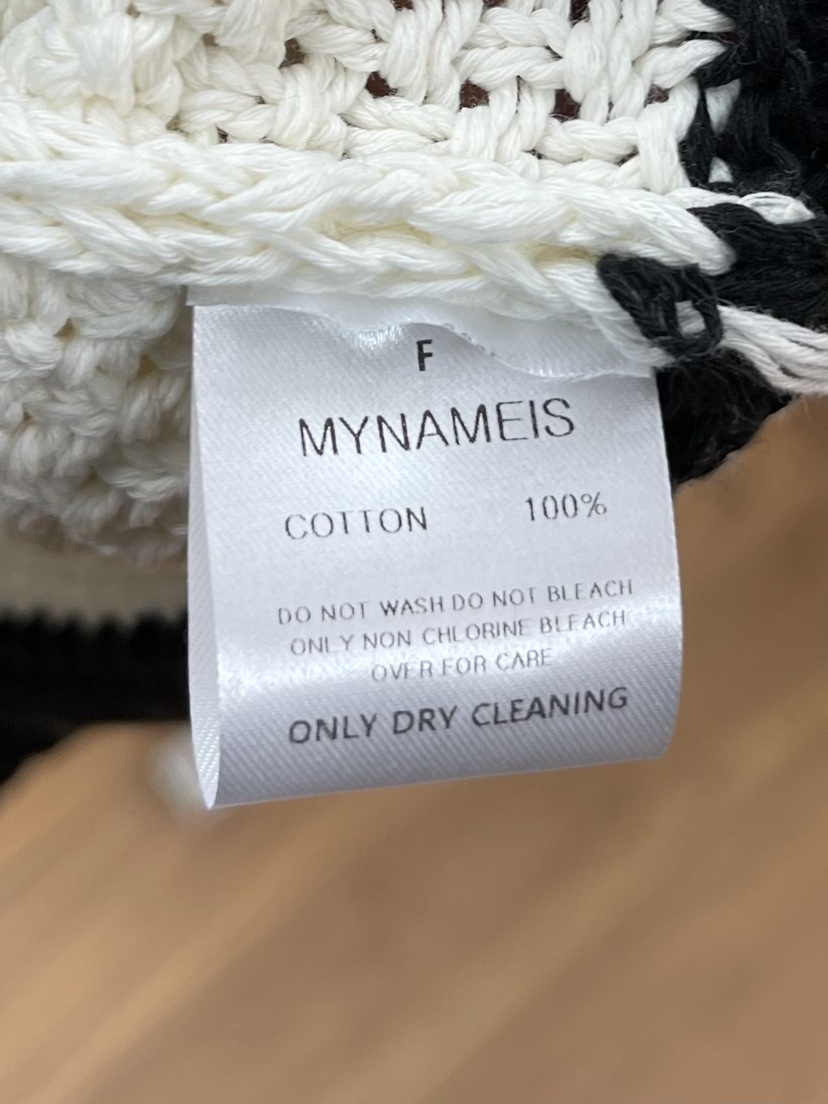 F
MYNAMEIS
COTTON 100%
DO NOT WASH DO NOT BLEACH
ONLY NON CHLORINE BLEACH
OVER FOR CARE
ONLY DRY CLEANING